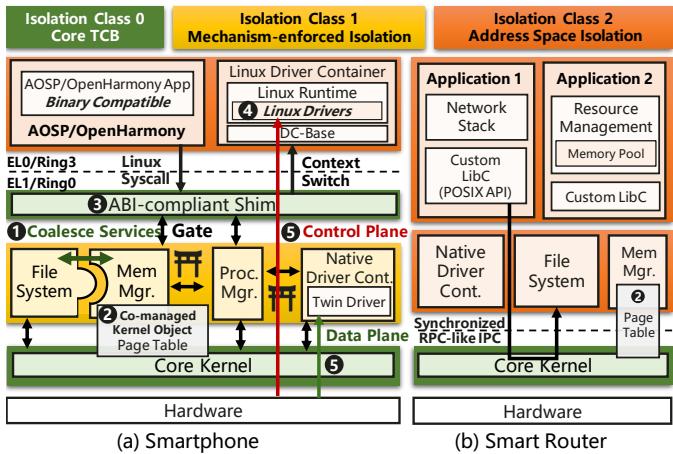 Isolation Class 0
Core TCB
Isolation Class 1
Mechanism-enforced Isolation
Isolation Class 2
Address Space Isolation
AOSP/OpenHarmony App
Binary Compatible
AOSP/OpenHarmony
Linux Driver Container
Linux Runtime
4 Linux Drivers
DC-Base
EL0/Ring3
EL1/Ring0
Linux
Syscall
Context
Switch
3 ABI-compliant Shim
1 Coalesce Services
Gate
5 Control Plane
File
System
Mem
Mgr.
Proc.
Mgr.
Native
Driver Cont.
Twin Driver
2 Co-managed
Kernel Object
Page Table
Data Plane
Core Kernel
5
Hardware
(a) Smartphone
Application 1
Network
Stack
Custom
LibC
(POSIX API)
Application 2
Resource
Management
Memory Pool
Custom LibC
Native
Driver
Cont.
File
System
Mem
Mgr.
2
Page
Table
Synchronized
RPC-like IPC
Core Kernel
Hardware
(b) Smart Router